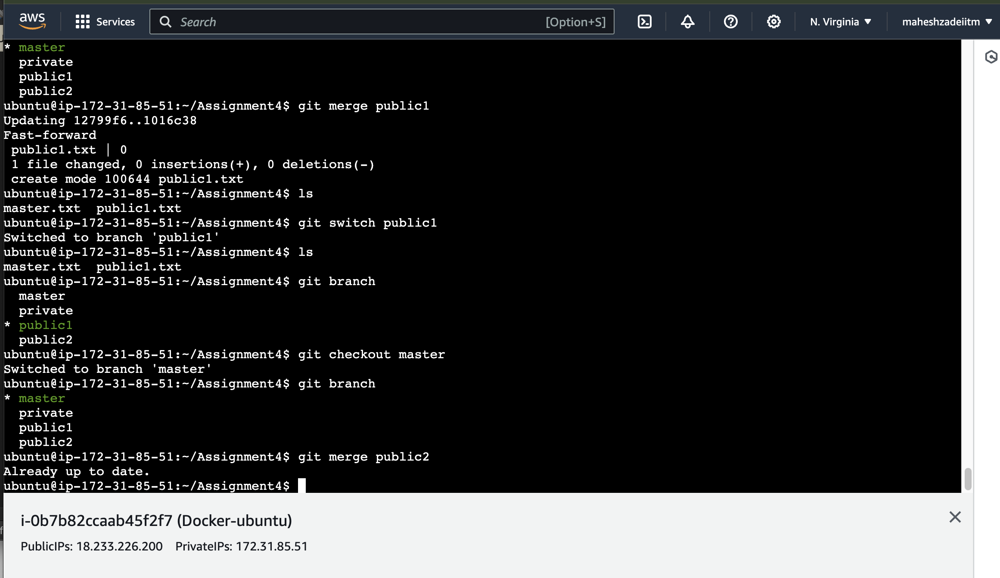 aws
Services
Search [Option+S]
N. Virginia
maheshzadeiitm
* master
private
public1
public2
ubuntu@ip-172-31-85-51:~/Assignment4$ git merge public1
Updating 12799f6..1016c38
Fast-forward
public1.txt | 0
1 file changed, 0 insertions(+), 0 deletions(-)
create mode 100644 public1.txt
ubuntu@ip-172-31-85-51:~/Assignment4$ ls
master.txt  public1.txt
ubuntu@ip-172-31-85-51:~/Assignment4$ git switch public1
Switched to branch 'public1'
ubuntu@ip-172-31-85-51:~/Assignment4$ ls
master.txt  public1.txt
ubuntu@ip-172-31-85-51:~/Assignment4$ git branch
master
private
* public1
public2
ubuntu@ip-172-31-85-51:~/Assignment4$ git checkout master
Switched to branch 'master'
ubuntu@ip-172-31-85-51:~/Assignment4$ git branch
* master
private
public1
public2
ubuntu@ip-172-31-85-51:~/Assignment4$ git merge public2
Already up to date.
ubuntu@ip-172-31-85-51:~/Assignment4$
i-0b7b82ccaab45f2f7 (Docker-ubuntu)
PublicIPs: 18.233.226.200 PrivateIPs: 172.31.85.51